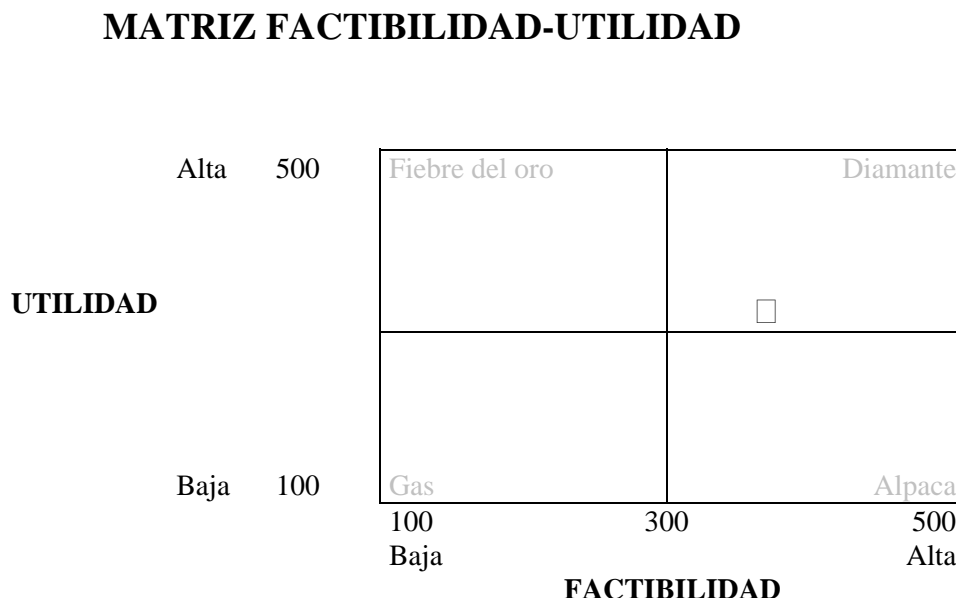 MATRIZ FACTIBILIDAD-UTILIDAD
Alta 500 Fiebre del oro Diamante
UTILIDAD
Baja 100 Gas Alpaca
100 300 500
Baja Alta
FACTIBILIDAD